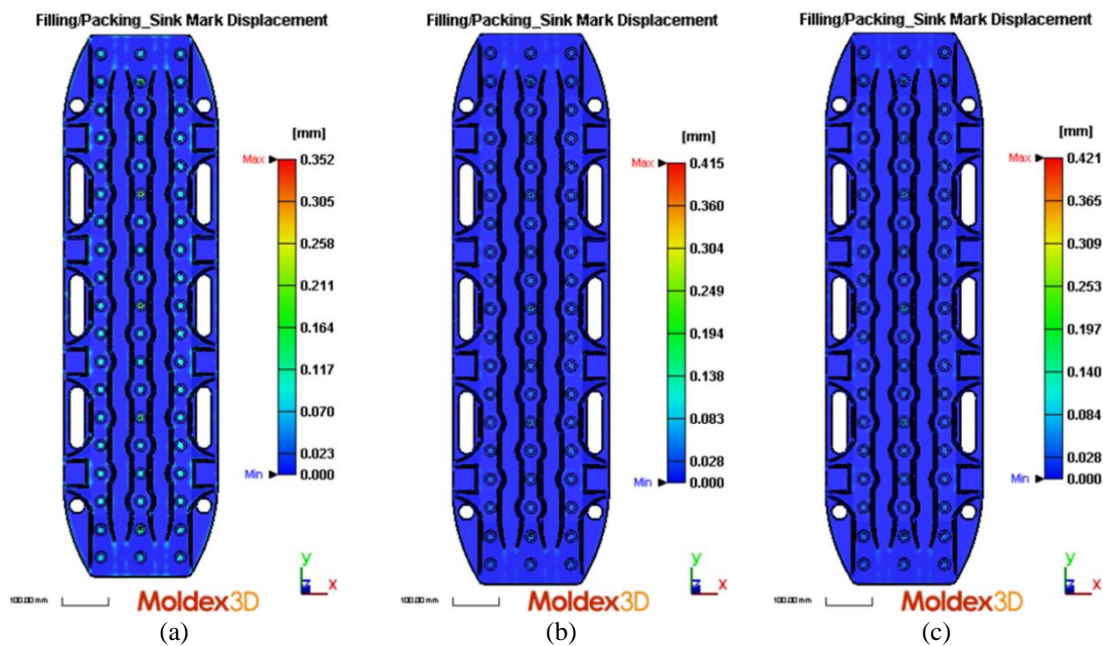 Filling/Packing_Sink Mark Displacement
[mm]
Max
0.352
0.305
0.258
0.211
0.164
0.117
0.070
0.023
0.000
Min
y
x
100.00 mm
Moldex3D
(a)
Filling/Packing_Sink Mark Displacement
[mm]
Max
0.415
0.360
0.304
0.249
0.194
0.138
0.083
0.028
0.000
Min
y
x
100.00 mm
Moldex3D
(b)
Filling/Packing_Sink Mark Displacement
[mm]
Max
0.421
0.365
0.309
0.253
0.197
0.140
0.084
0.028
0.000
Min
y
x
100.00 mm
Moldex3D
(c)